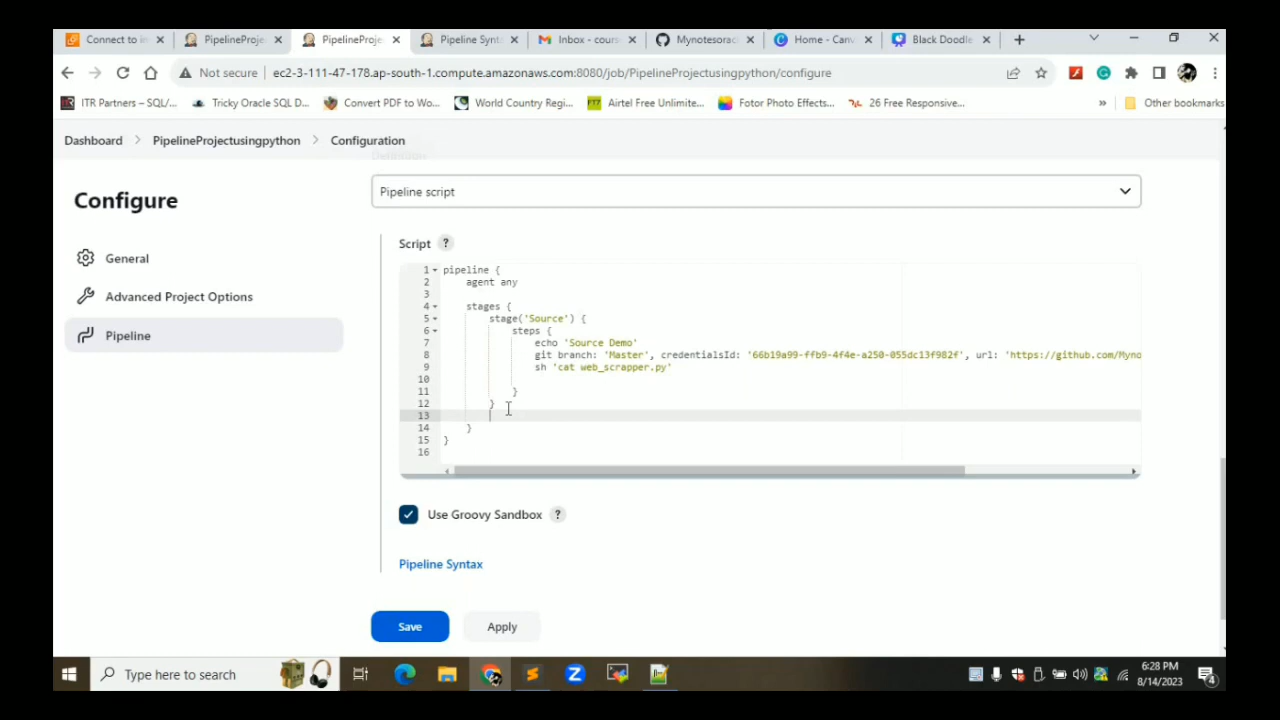 Connect to in
PipelineProje
PipelineProje
Pipeline Synt
Inbox - cours
Mynotesorac
Home - Canv
Black Doodle
Not secure
ec2-3-111-47-178.ap-south-1.compute.amazonaws.com:8080/job/PipelineProjectusingpython/configure
ITR Partners – SQL/...
Tricky Oracle SQL D...
Convert PDF to Wo...
World Country Regi...
Airtel Free Unlimite...
Fotor Photo Effects...
26 Free Responsive...
»
Other bookmarks
Dashboard > PipelineProjectusingpython > Configuration
Definition
Configure
General
Advanced Project Options
Pipeline
Pipeline script
Script ?
1 pipeline {
2 agent any
3
4 stages {
5 stage('Source') {
6 steps {
7 echo 'Source Demo'
8 git branch: 'Master', credentialsId: '66b19a99-ffb9-4f4e-a250-055dc13f982f', url: 'https://github.com/Myno
9 sh 'cat web_scrapper.py'
10
11 }
12 }
13
14 }
15 }
16
Use Groovy Sandbox ?
Pipeline Syntax
Save
Apply
Type here to search
6:28 PM
8/14/2023
4